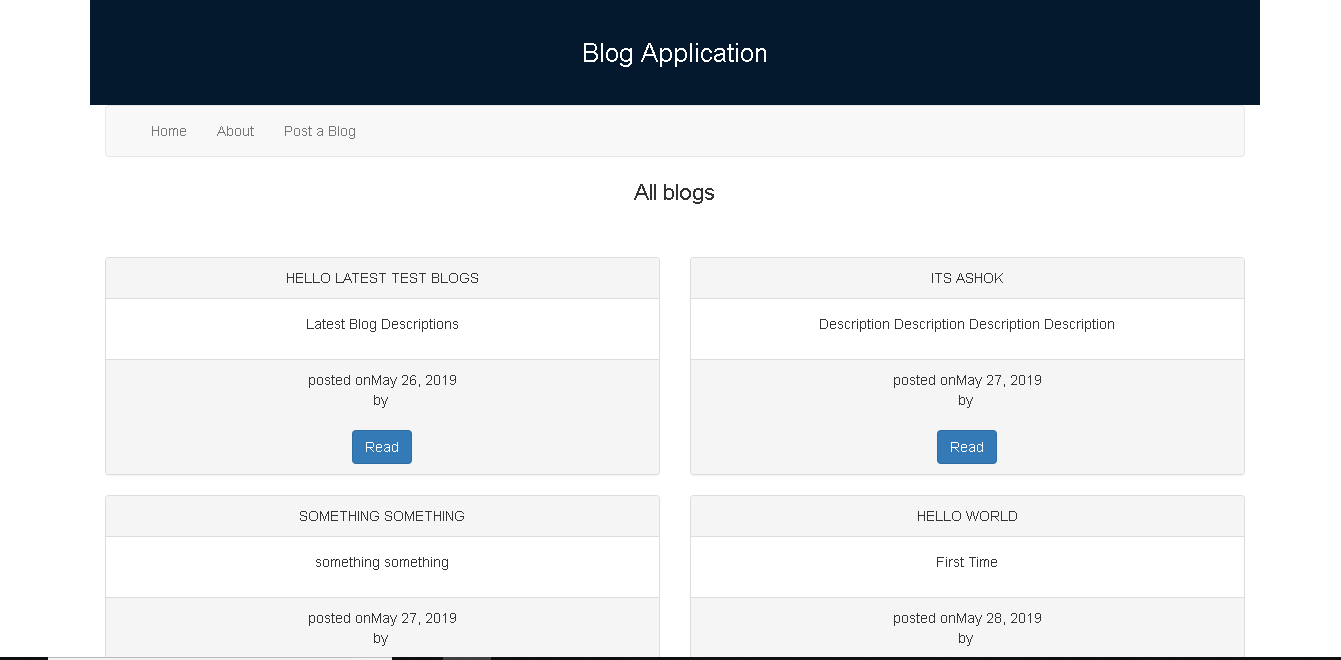 Blog Application
Home About Post a Blog
All blogs
HELLO LATEST TEST BLOGS
Latest Blog Descriptions
posted onMay 26, 2019
by
Read
ITS ASHOK
Description Description Description Description
posted onMay 27, 2019
by
Read
SOMETHING SOMETHING
something something
posted onMay 27, 2019
by
HELLO WORLD
First Time
posted onMay 28, 2019
by